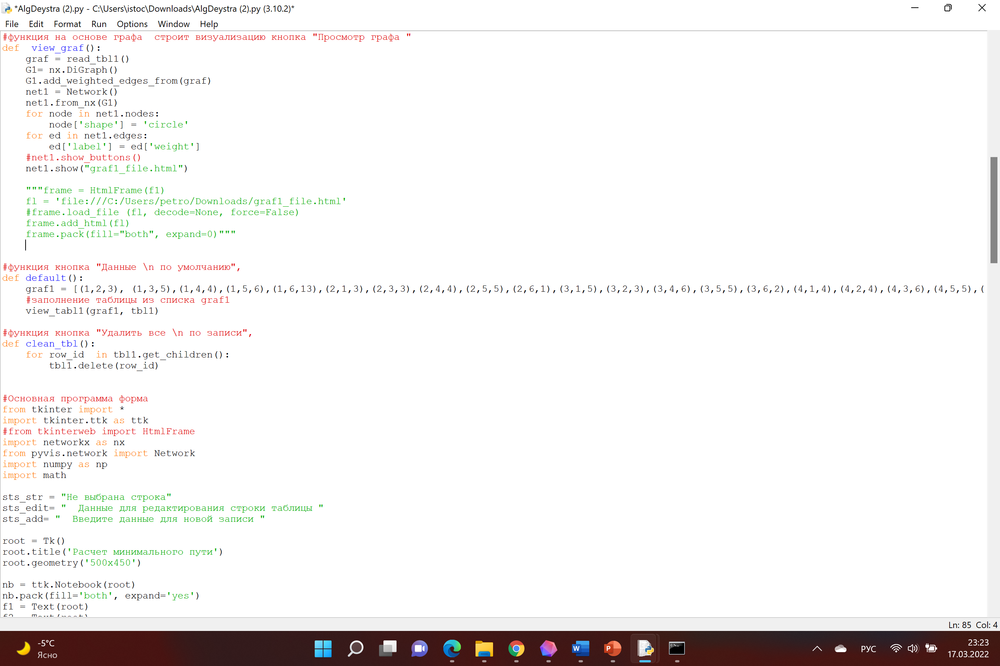 *AlgDeystra (2).py - C:\Users\istoc\Downloads\AlgDeystra (2).py (3.10.2)*
File Edit Format Run Options Window Help
#функция на основе графа  строит визуализацию кнопка "Просмотр графа "
def  view_graf():
    graf = read_tbl1()
    G1= nx.DiGraph()
    G1.add_weighted_edges_from(graf)
    net1 = Network()
    net1.from_nx(G1)
    for node in net1.nodes:
        node['shape'] = 'circle'
    for ed in net1.edges:
        ed['label'] = ed['weight']
    #net1.show_buttons()
    net1.show("graf1_file.html")
    """frame = HtmlFrame(f1)
    fl = 'file:///C:/Users/petro/Downloads/graf1_file.html'
    #frame.load_file (fl, decode=None, force=False)
    frame.add_html(fl)
    frame.pack(fill="both", expand=0)"""
#функция кнопка "Данные \n по умолчанию",
def default():
    graf1 = [(1,2,3), (1,3,5),(1,4,4),(1,5,6),(1,6,13),(2,1,3),(2,3,3),(2,4,4),(2,5,5),(2,6,1),(3,1,5),(3,2,3),(3,4,6),(3,5,5),(3,6,2),(4,1,4),(4,2,4),(4,3,6),(4,5,5),(
    #заполнение таблицы из списка graf1
    view_tabl1(graf1, tbl1)
#функция кнопка "Удалить все \n по записи",
def clean_tbl():
    for row_id  in tbl1.get_children():
        tbl1.delete(row_id)
#Основная программа форма
from tkinter import *
import tkinter.ttk as ttk
#from tkinterweb import HtmlFrame
import networkx as nx
from pyvis.network import Network
import numpy as np
import math
sts_str = "Не выбрана строка"
sts_edit= "  Данные для редактирования строки таблицы "
sts_add= "  Введите данные для новой записи "
root = Tk()
root.title('Расчет минимального пути')
root.geometry('500x450')
nb = ttk.Notebook(root)
nb.pack(fill='both', expand='yes')
f1 = Text(root)
Ln: 85 Col: 4
-5°C
Ясно
РУС
23:23
17.03.2022